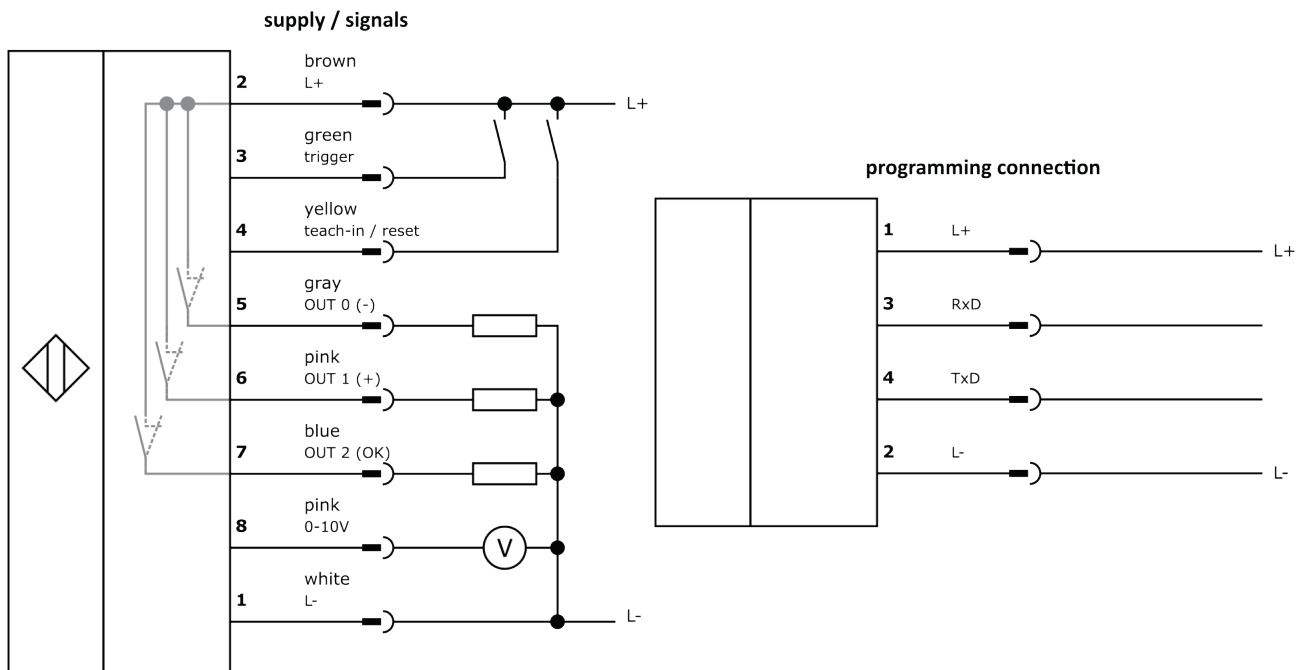 supply / signals
brown
2 L+
L+
green
3 trigger
yellow
4 teach-in / reset
gray
5 OUT 0 (-)
pink
6 OUT 1 (+)
blue
7 OUT 2 (OK)
pink
8 0-10V
V
white
1 L-
L-
programming connection
1 L+
L+
3 RxD
4 TxD
2 L-
L-